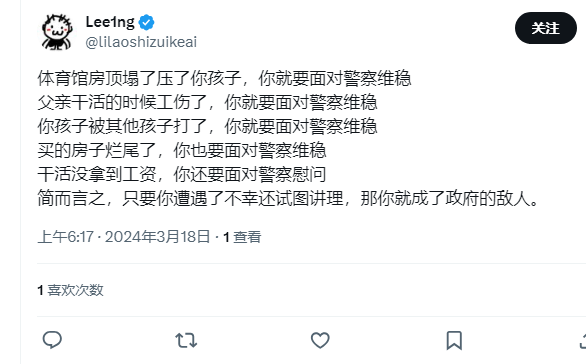 Lee1ng
@lilaoshizuikeai
关注
体育馆房顶塌了压了你孩子，你就要面对警察维稳
父亲干活的时候工伤了，你就要面对警察维稳
你孩子被其他孩子打了，你就要面对警察维稳
买的房子烂尾了，你也要面对警察维稳
干活没拿到工资，你还要面对警察慰问
简而言之，只要你遭遇了不幸还试图讲理，那你就成了政府的敌人。
上午6:17 · 2024年3月18日 · 1 查看
1 喜欢次数